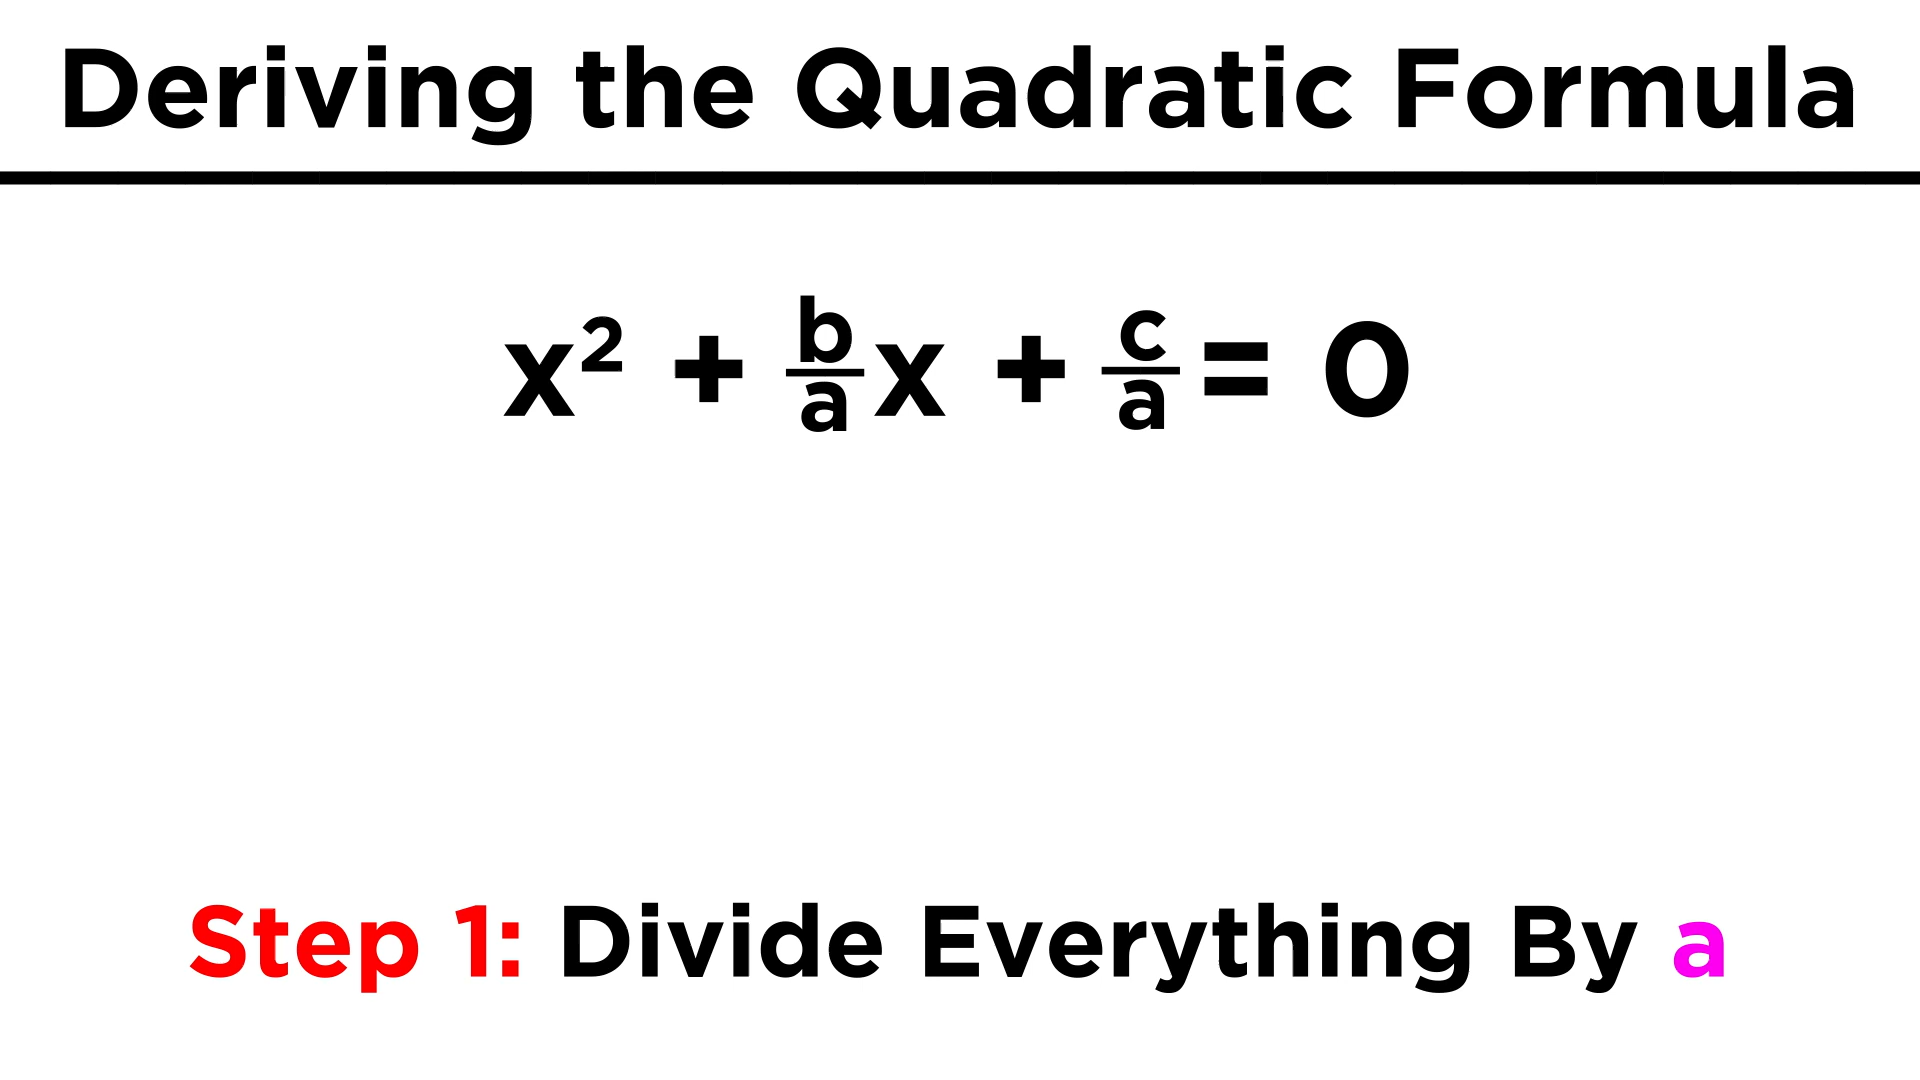 Deriving the Quadratic Formula
x² + b/a x + c/a = 0
Step 1: Divide Everything By a